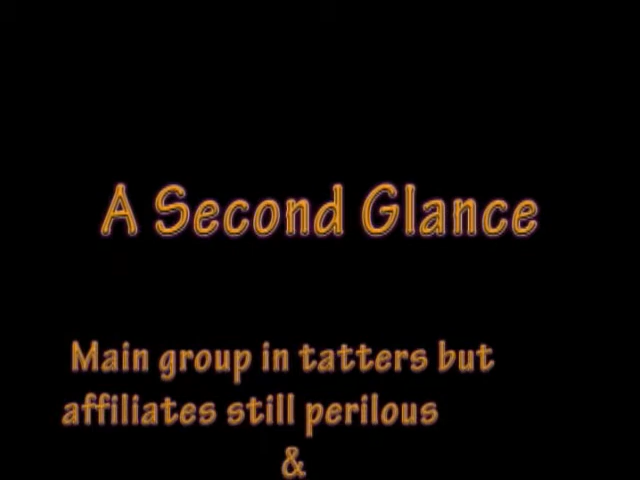 A Second Glance
Main group in tatters but
affiliates still perilous
&